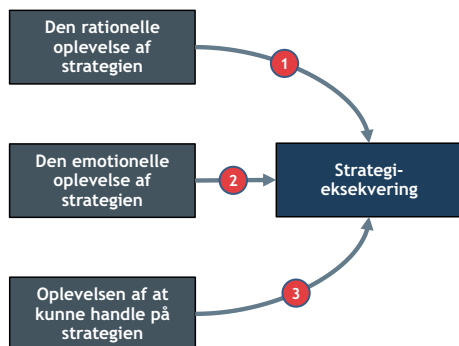 Den rationelle
oplevelse af
strategien
1
Den emotionelle
oplevelse af
strategien
2
Strategi-
eksekvering
Oplevelsen af at
kunne handle på
strategien
3